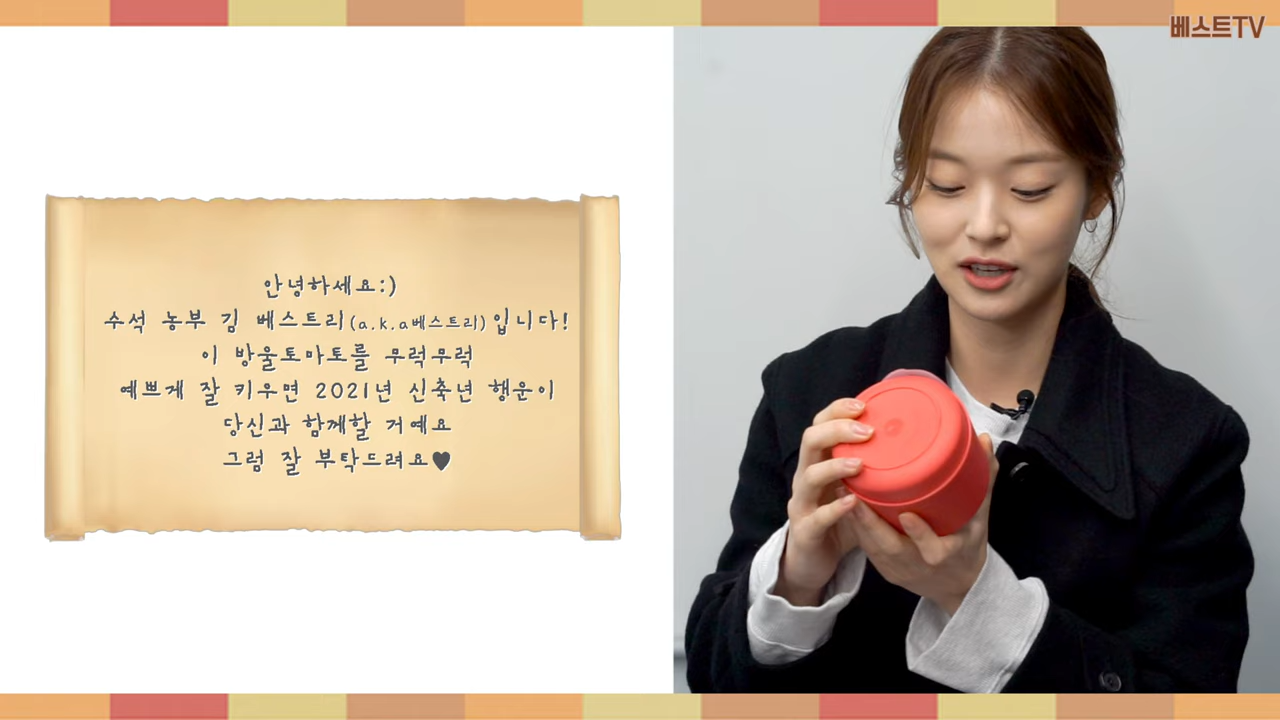 베스트TV
안녕하세요:)
수석 농부 김 베스트리(a.k.a베스트리)입니다!
이 방울토마토를 무럭무럭
예쁘게 잘 키우면 2021년 신축년 행운이
당신과 함께할 거예요
그럼 잘 부탁드려요♥